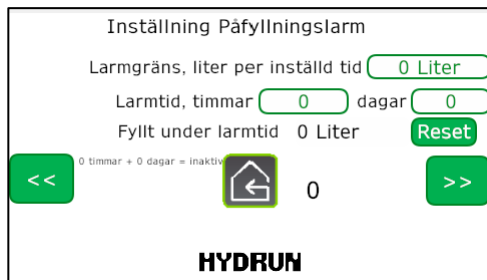 Inställning Påfyllningslarm
Larmgräns, liter per inställd tid 0 Liter
Larmtid, timmar 0 dagar 0
Fyllt under larmtid 0 Liter Reset
0 timmar + 0 dagar = inaktiv
<< 0 >>
HYDRUN